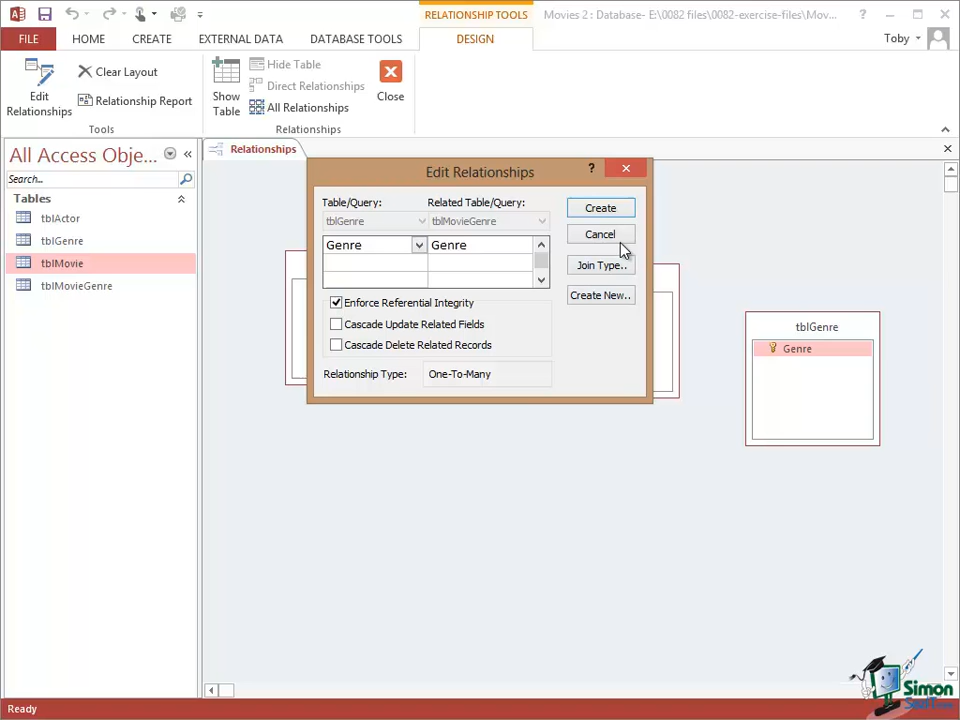 RELATIONSHIP TOOLS
Movies 2 : Database- E:\0082 files\0082-exercise-files\Mov...
?
FILE
HOME
CREATE
EXTERNAL DATA
DATABASE TOOLS
DESIGN
Toby
Edit
Relationships
Clear Layout
Relationship Report
Tools
Show
Table
Hide Table
Direct Relationships
All Relationships
Relationships
Close
All Access Obje...
Search...
Tables
tblActor
tblGenre
tblMovie
tblMovieGenre
Relationships
Edit Relationships
?
Table/Query:
Related Table/Query:
tblGenre
tblMovieGenre
Genre
Genre
Enforce Referential Integrity
Cascade Update Related Fields
Cascade Delete Related Records
Relationship Type:
One-To-Many
Create
Cancel
Join Type..
Create New..
tblGenre
Genre
Ready
Simon